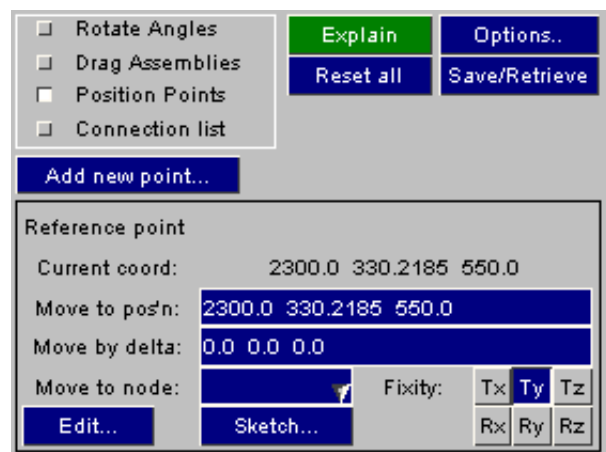 Rotate Angles
Drag Assemblies
Position Points
Connection list
Explain
Options..
Reset all
Save/Retrieve
Add new point...
Reference point
Current coord: 2300.0 330.2185 550.0
Move to pos'n: 2300.0 330.2185 550.0
Move by delta: 0.0 0.0 0.0
Move to node: Fixity: Tx Ty Tz
Edit... Sketch... Rx Ry Rz